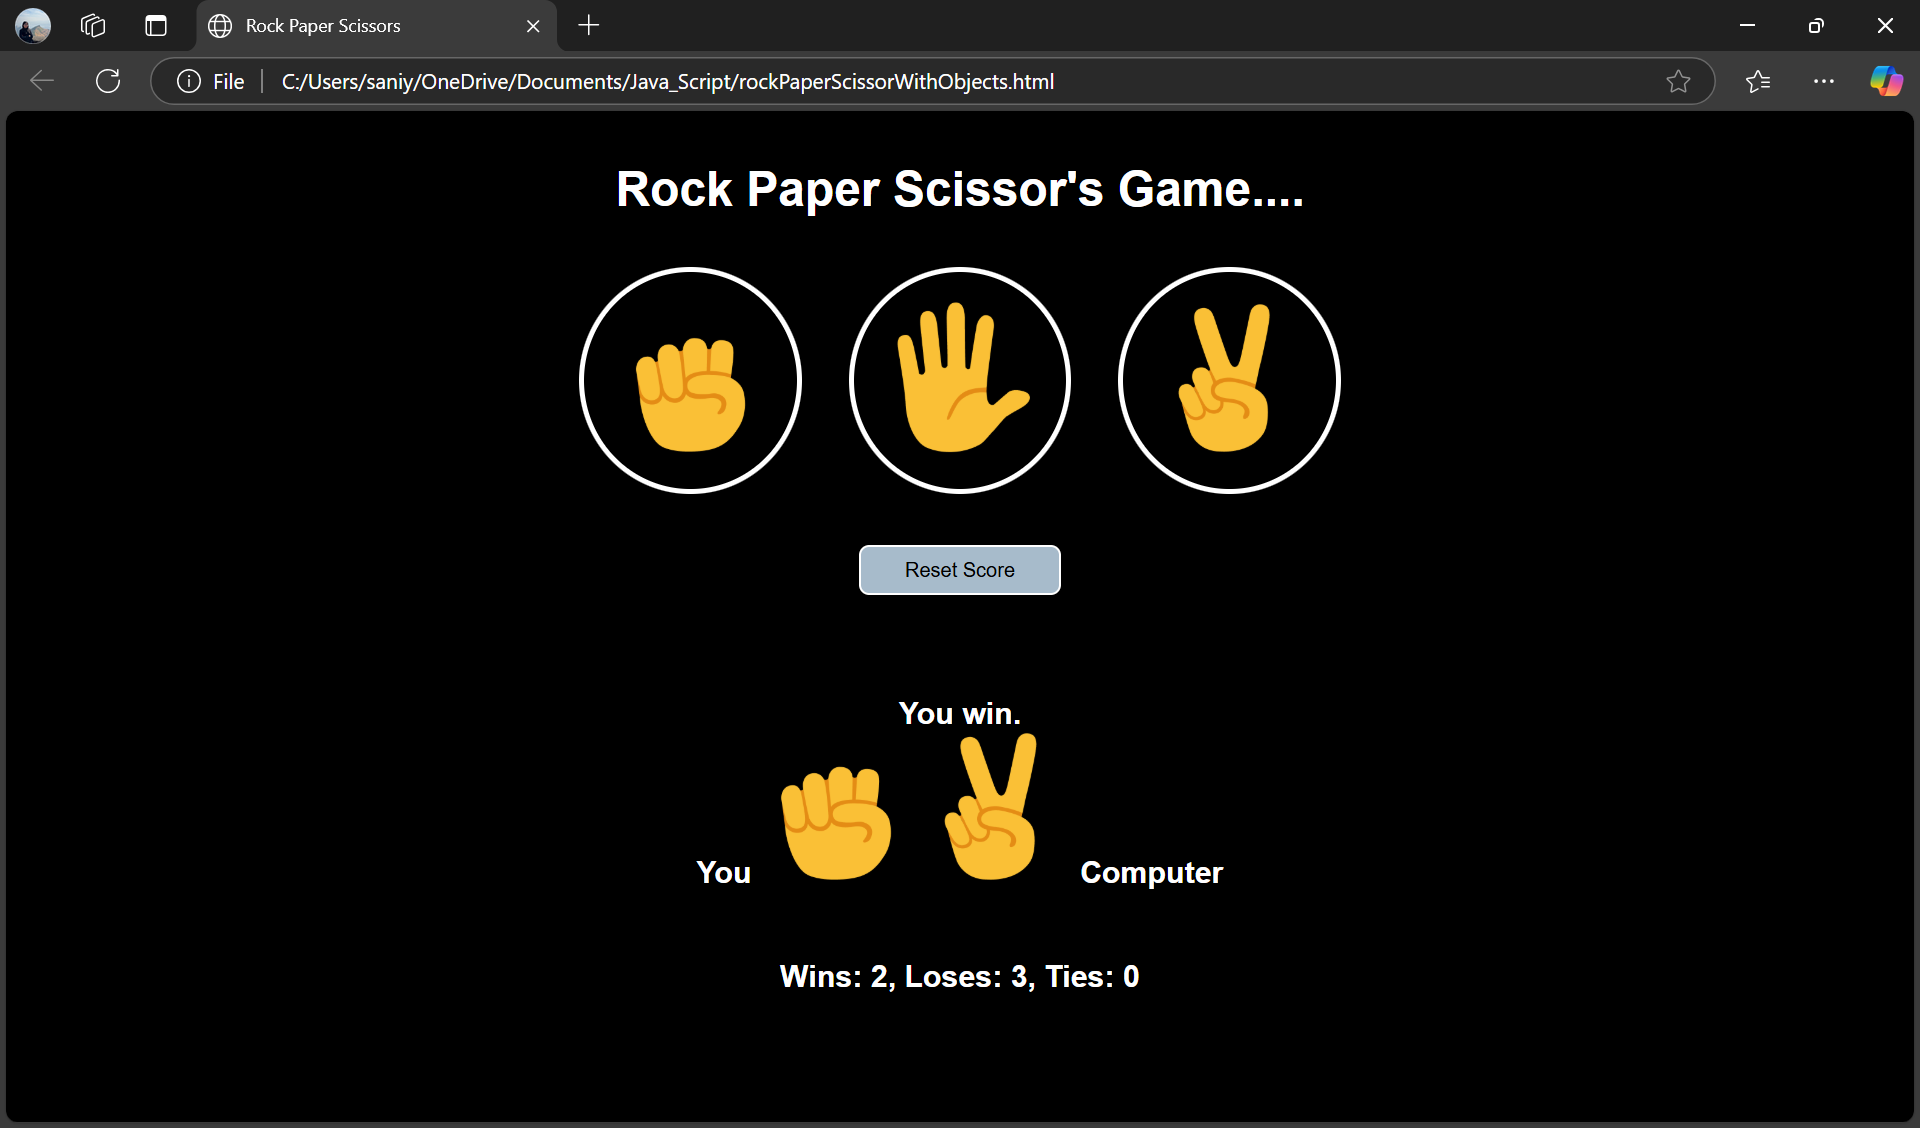 Rock Paper Scissors
File C:/Users/saniy/OneDrive/Documents/Java_Script/rockPaperScissorWithObjects.html
Rock Paper Scissor's Game....
Reset Score
You win.
You Computer
Wins: 2, Loses: 3, Ties: 0